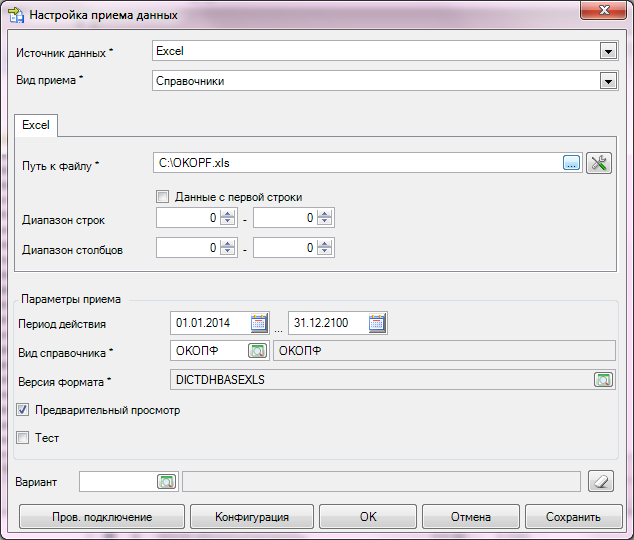 Настройка приема данных
Источник данных * Excel
Вид приема * Справочники
Excel
Путь к файлу * C:\OKOPF.xls ...
Данные с первой строки
Диапазон строк 0 - 0
Диапазон столбцов 0 - 0
Параметры приема
Период действия 01.01.2014 ... 31.12.2100
Вид справочника * ОКОПФ ОКОПФ
Версия формата * DICTDHBASEXLS
Предварительный просмотр
Тест
Вариант
Пров. подключение Конфигурация OK Отмена Сохранить